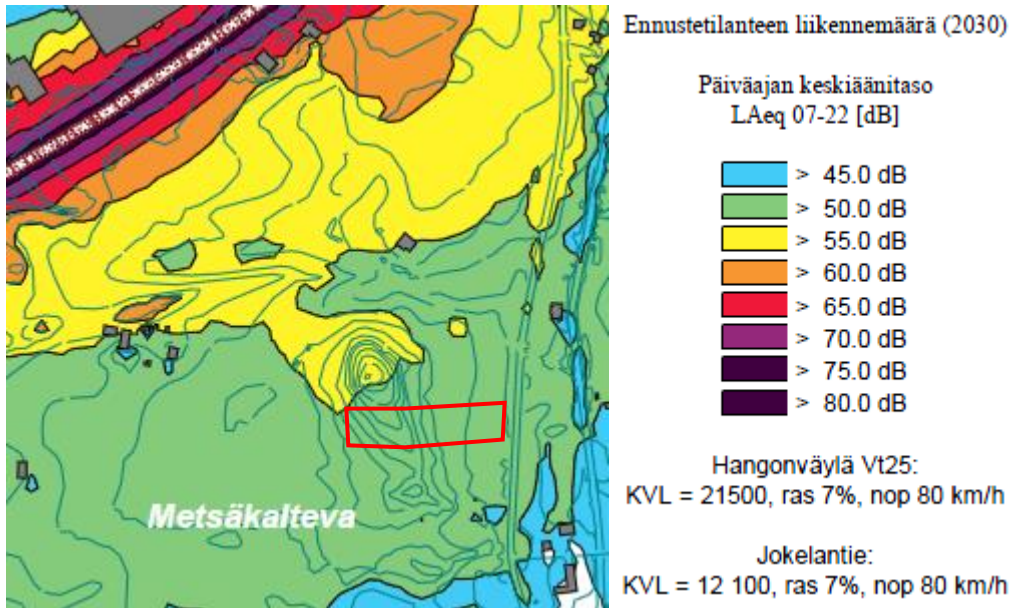 Ennustetilanteen liikennemäärä (2030)
Päiväajan keskiäänitaso
LAeq 07-22 [dB]
> 45.0 dB
> 50.0 dB
> 55.0 dB
> 60.0 dB
> 65.0 dB
> 70.0 dB
> 75.0 dB
> 80.0 dB
Metsäkalteva
Hangonväylä Vt25:
KVL = 21500, ras 7%, nop 80 km/h
Jokelantie:
KVL = 12 100, ras 7%, nop 80 km/h